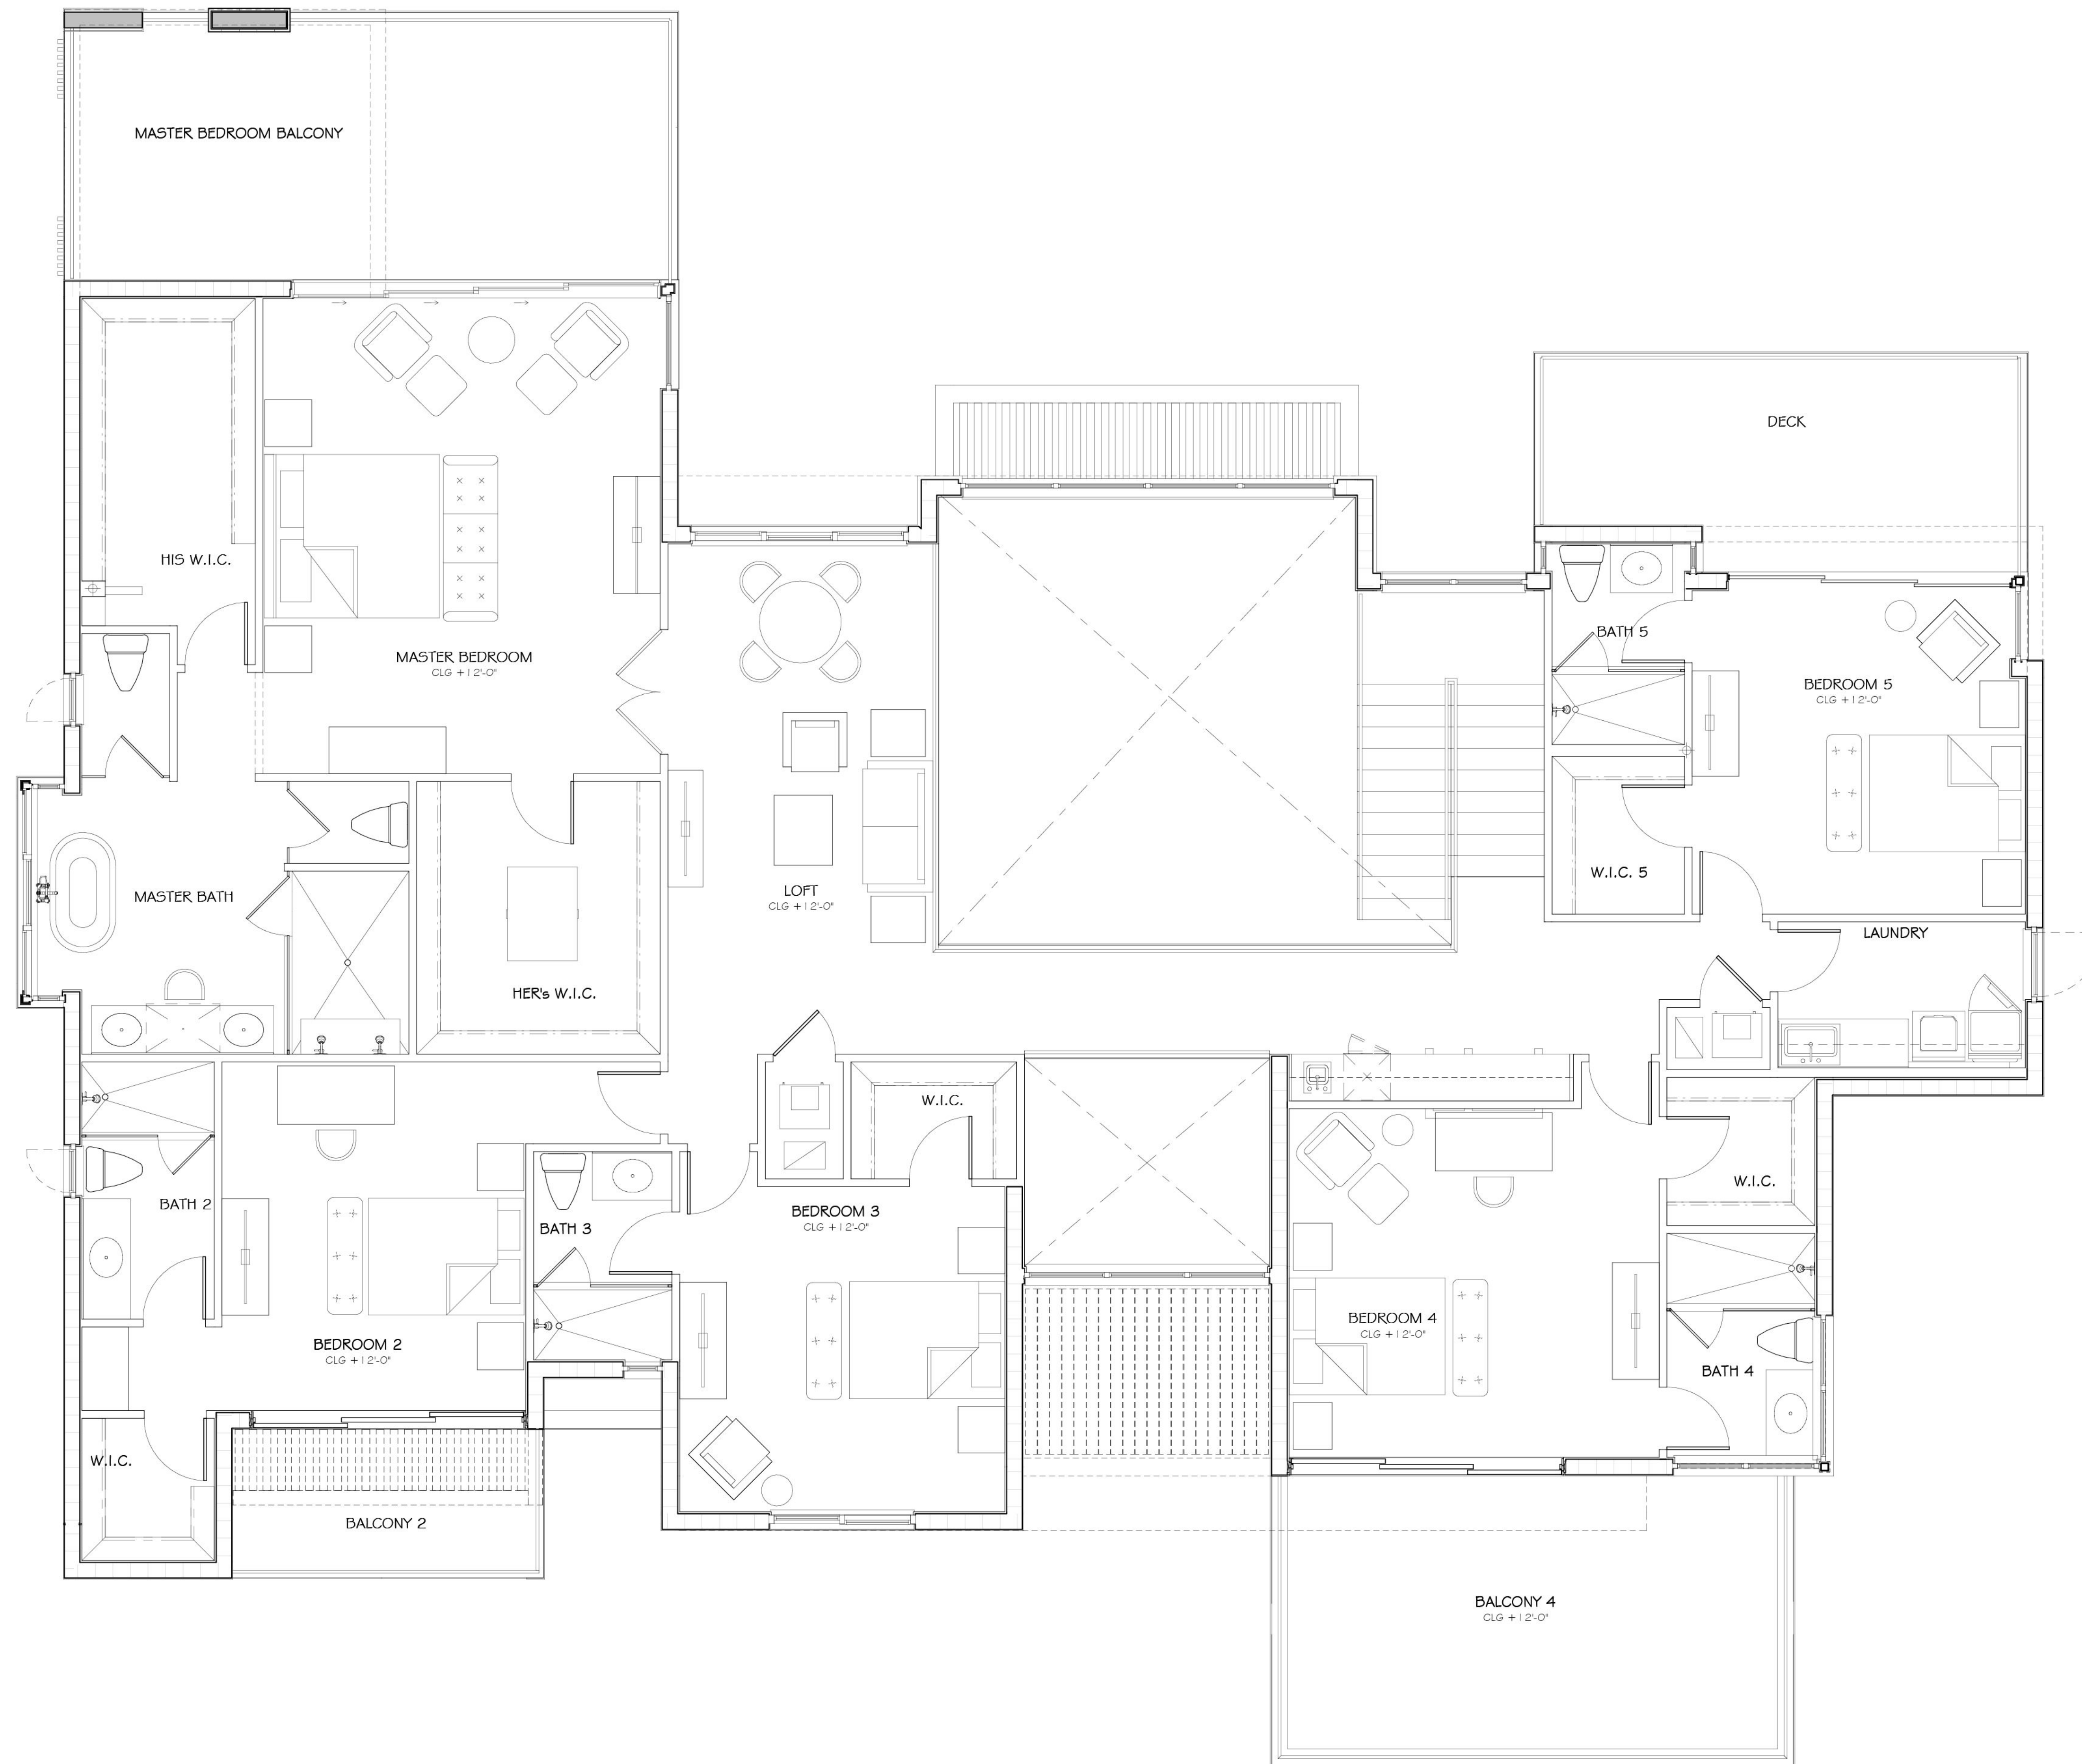 MASTER BEDROOM BALCONY
DECK
HIS W.I.C.
MASTER BEDROOM
CLG +12'-0"
BATH 5
BEDROOM 5
CLG +12'-0"
W.I.C. 5
LOFT
CLG +12'-0"
MASTER BATH
LAUNDRY
HER's W.I.C.
W.I.C.
W.I.C.
BATH 2
BEDROOM 3
CLG +12'-0"
BATH 3
BEDROOM 4
CLG +12'-0"
BEDROOM 2
CLG +12'-0"
BATH 4
W.I.C.
BALCONY 2
BALCONY 4
CLG +12'-0"